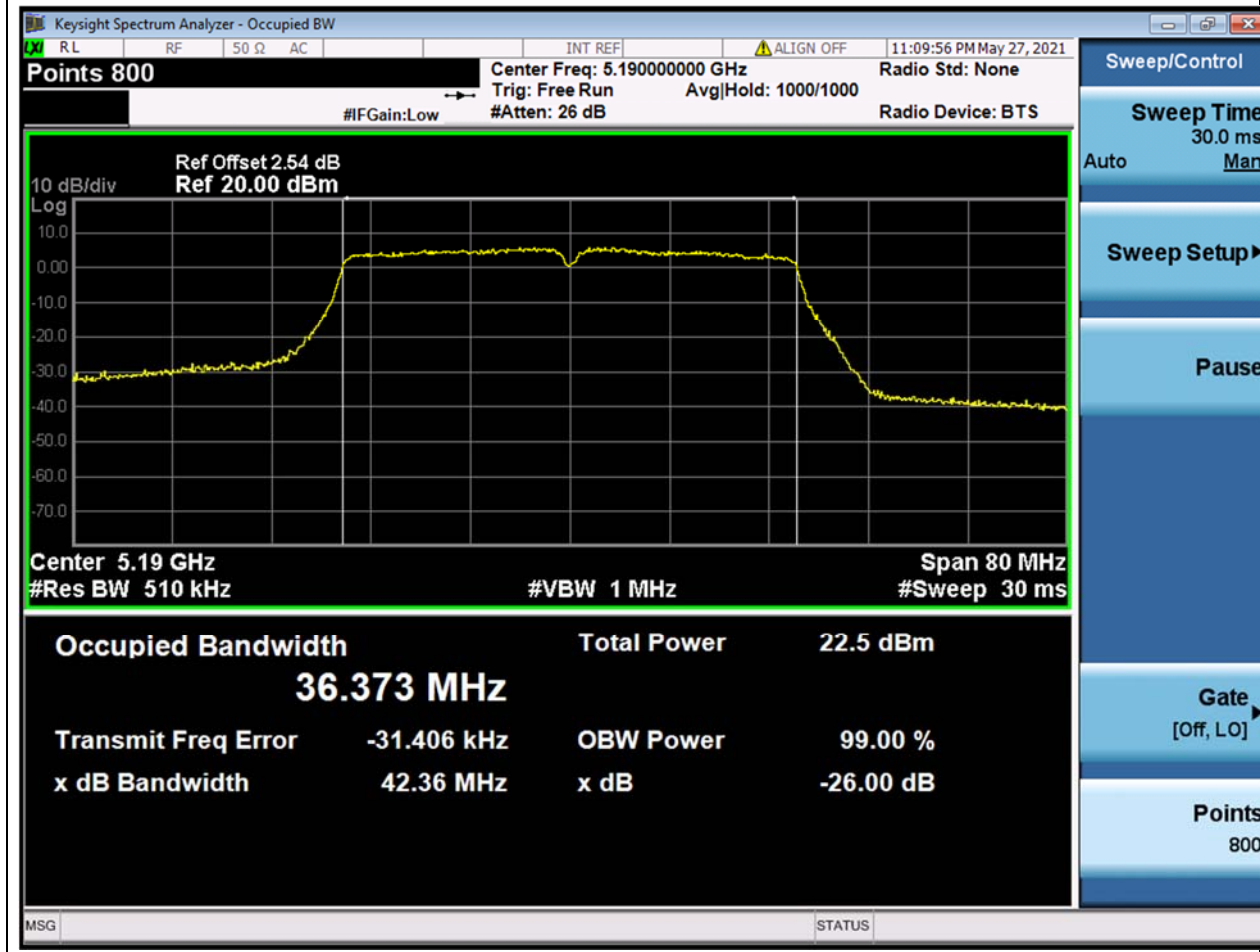 Keysight Spectrum Analyzer - Occupied BW
LXI RL RF 50 Ω AC INT REF ALIGN OFF 11:09:56 PM May 27, 2021
Points 800
Center Freq: 5.190000000 GHz Radio Std: None
Trig: Free Run Avg|Hold: 1000/1000
#IFGain:Low #Atten: 26 dB Radio Device: BTS
Ref Offset 2.54 dB
10 dB/div Ref 20.00 dBm
Log
10.0
0.00
-10.0
-20.0
-30.0
-40.0
-50.0
-60.0
-70.0
Center 5.19 GHz Span 80 MHz
#Res BW 510 kHz #VBW 1 MHz #Sweep 30 ms
Occupied Bandwidth Total Power 22.5 dBm
36.373 MHz
Transmit Freq Error -31.406 kHz OBW Power 99.00 %
x dB Bandwidth 42.36 MHz x dB -26.00 dB
MSG STATUS
Sweep/Control
Sweep Time
30.0 ms
Auto Man
Sweep Setup
Pause
Gate
[Off, LO]
Points
800